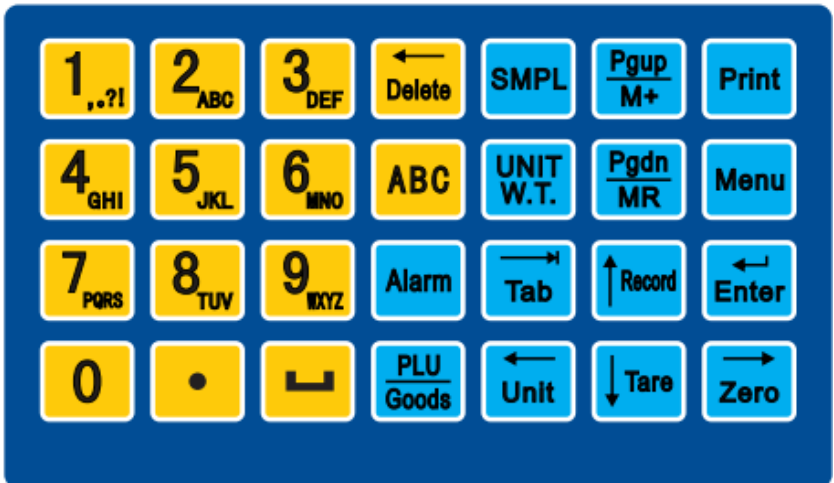 1 ,.?!
2 ABC
3 DEF
← Delete
SMPL
Pgup
M+
Print
4 GHI
5 JKL
6 MNO
ABC
UNIT
W.T.
Pgdn
MR
Menu
7 PQRS
8 TUV
9 WXYZ
Alarm
Tab
↑ Record
Enter
0
.
PLU
Goods
← Unit
↓ Tare
→ Zero